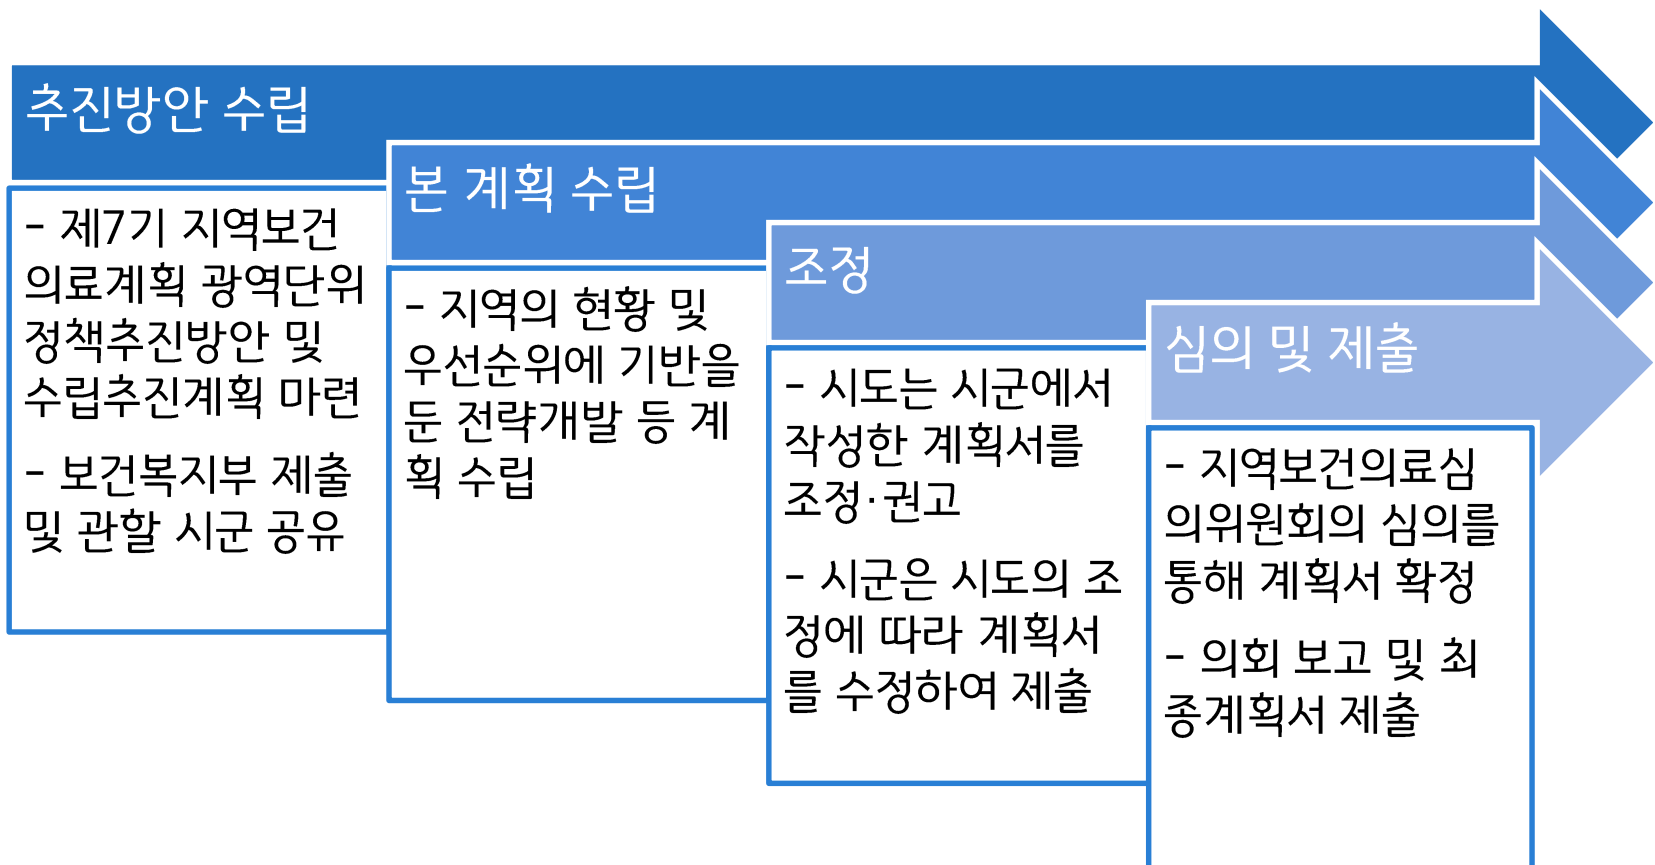 추진방안 수립
- 제7기 지역보건
의료계획 광역단위
정책추진방안 및
수립추진계획 마련
- 보건복지부 제출
및 관할 시군 공유
본 계획 수립
- 지역의 현황 및
우선순위에 기반을
둔 전략개발 등 계
획 수립
조정
- 시도는 시군에서
작성한 계획서를
조정·권고
- 시군은 시도의 조
정에 따라 계획서
를 수정하여 제출
심의 및 제출
- 지역보건의료심
의위원회의 심의를
통해 계획서 확정
- 의회 보고 및 최
종계획서 제출